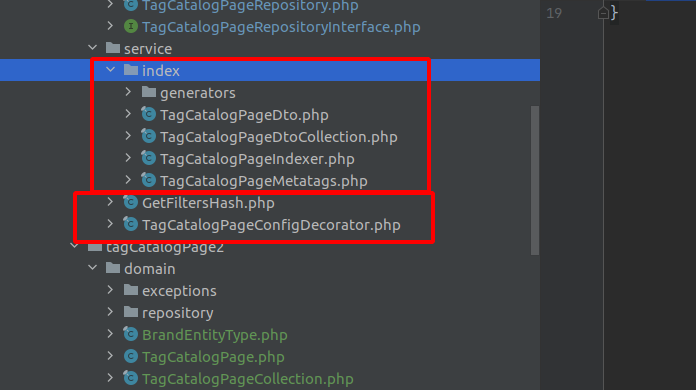 TagCatalogPageRepository.php
19
}
TagCatalogPageRepositoryInterface.php
service
index
generators
TagCatalogPageDto.php
TagCatalogPageDtoCollection.php
TagCatalogPageIndexer.php
TagCatalogPageMetatags.php
GetFiltersHash.php
TagCatalogPageConfigDecorator.php
tagCatalogPage2
domain
exceptions
repository
BrandEntityType.php
TagCatalogPage.php
TagCatalogPageCollection.php